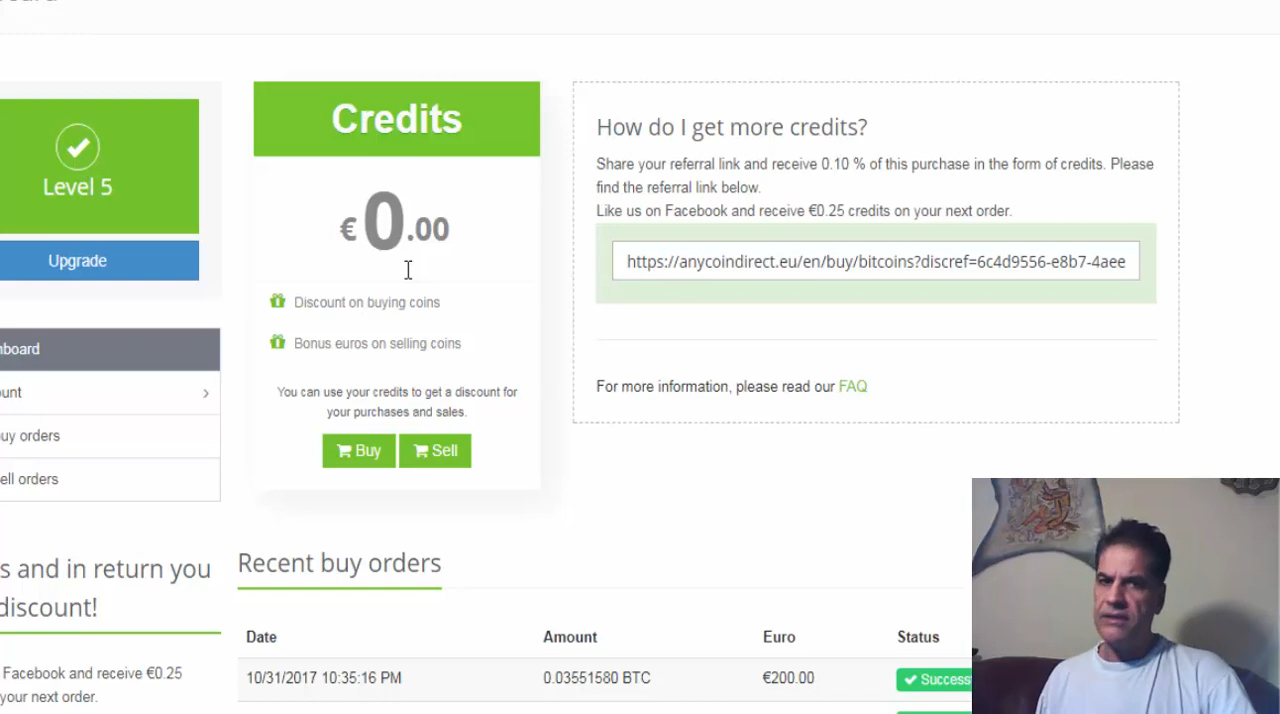 Credits
Level 5
€0.00
Upgrade
Discount on buying coins
Bonus euros on selling coins
You can use your credits to get a discount for
your purchases and sales.
Buy
Sell
How do I get more credits?
Share your referral link and receive 0.10 % of this purchase in the form of credits. Please
find the referral link below.
Like us on Facebook and receive €0.25 credits on your next order.
https://anycoindirect.eu/en/buy/bitcoins?discref=6c4d9556-e8b7-4aee
For more information, please read our FAQ
nboard
unt
uy orders
ell orders
s and in return you
discount!
Facebook and receive €0.25
your next order.
Recent buy orders
Date Amount Euro Status
10/31/2017 10:35:16 PM 0.03551580 BTC €200.00 Success